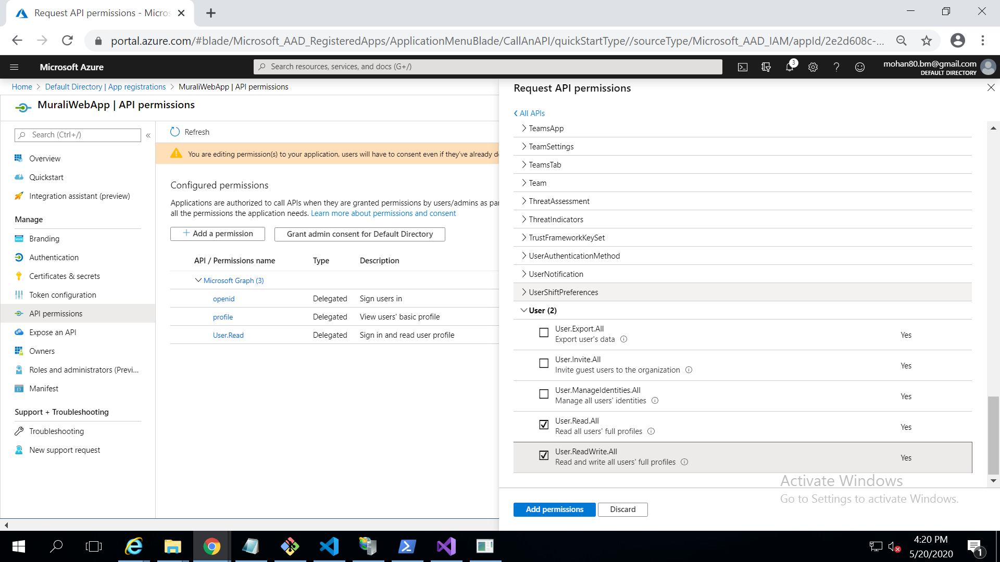 Request API permissions - Micros
portal.azure.com/#blade/Microsoft_AAD_RegisteredApps/ApplicationMenuBlade/CallAnAPI/quickStartType//sourceType/Microsoft_AAD_IAM/appId/2e2d608c-...
Microsoft Azure
Search resources, services, and docs (G+/)
3
mohan80.bm@gmail.com
DEFAULT DIRECTORY
Home > Default Directory | App registrations > MuraliWebApp | API permissions
MuraliWebApp | API permissions
Search (Ctrl+/)
«
Overview
Quickstart
Integration assistant (preview)
Manage
Branding
Authentication
Certificates & secrets
Token configuration
API permissions
Expose an API
Owners
Roles and administrators (Previ...
Manifest
Support + Troubleshooting
Troubleshooting
New support request
Refresh
You are editing permission(s) to your application, users will have to consent even if they've already d
Configured permissions
Applications are authorized to call APIs when they are granted permissions by users/admins as pa
all the permissions the application needs. Learn more about permissions and consent
+ Add a permission
Grant admin consent for Default Directory
API / Permissions name Type Description
Microsoft Graph (3)
openid Delegated Sign users in
profile Delegated View users' basic profile
User.Read Delegated Sign in and read user profile
Request API permissions
All APIs
TeamsApp
TeamSettings
TeamsTab
Team
ThreatAssessment
ThreatIndicators
TrustFrameworkKeySet
UserAuthenticationMethod
UserNotification
UserShiftPreferences
User (2)
User.Export.All
Export user's data
Yes
User.Invite.All
Invite guest users to the organization
Yes
User.ManageIdentities.All
Manage all users' identities
Yes
User.Read.All
Read all users' full profiles
Yes
User.ReadWrite.All
Read and write all users' full profiles
Yes
Activate Windows
Go to Settings to activate Windows.
Add permissions
Discard
4:20 PM
5/20/2020
1